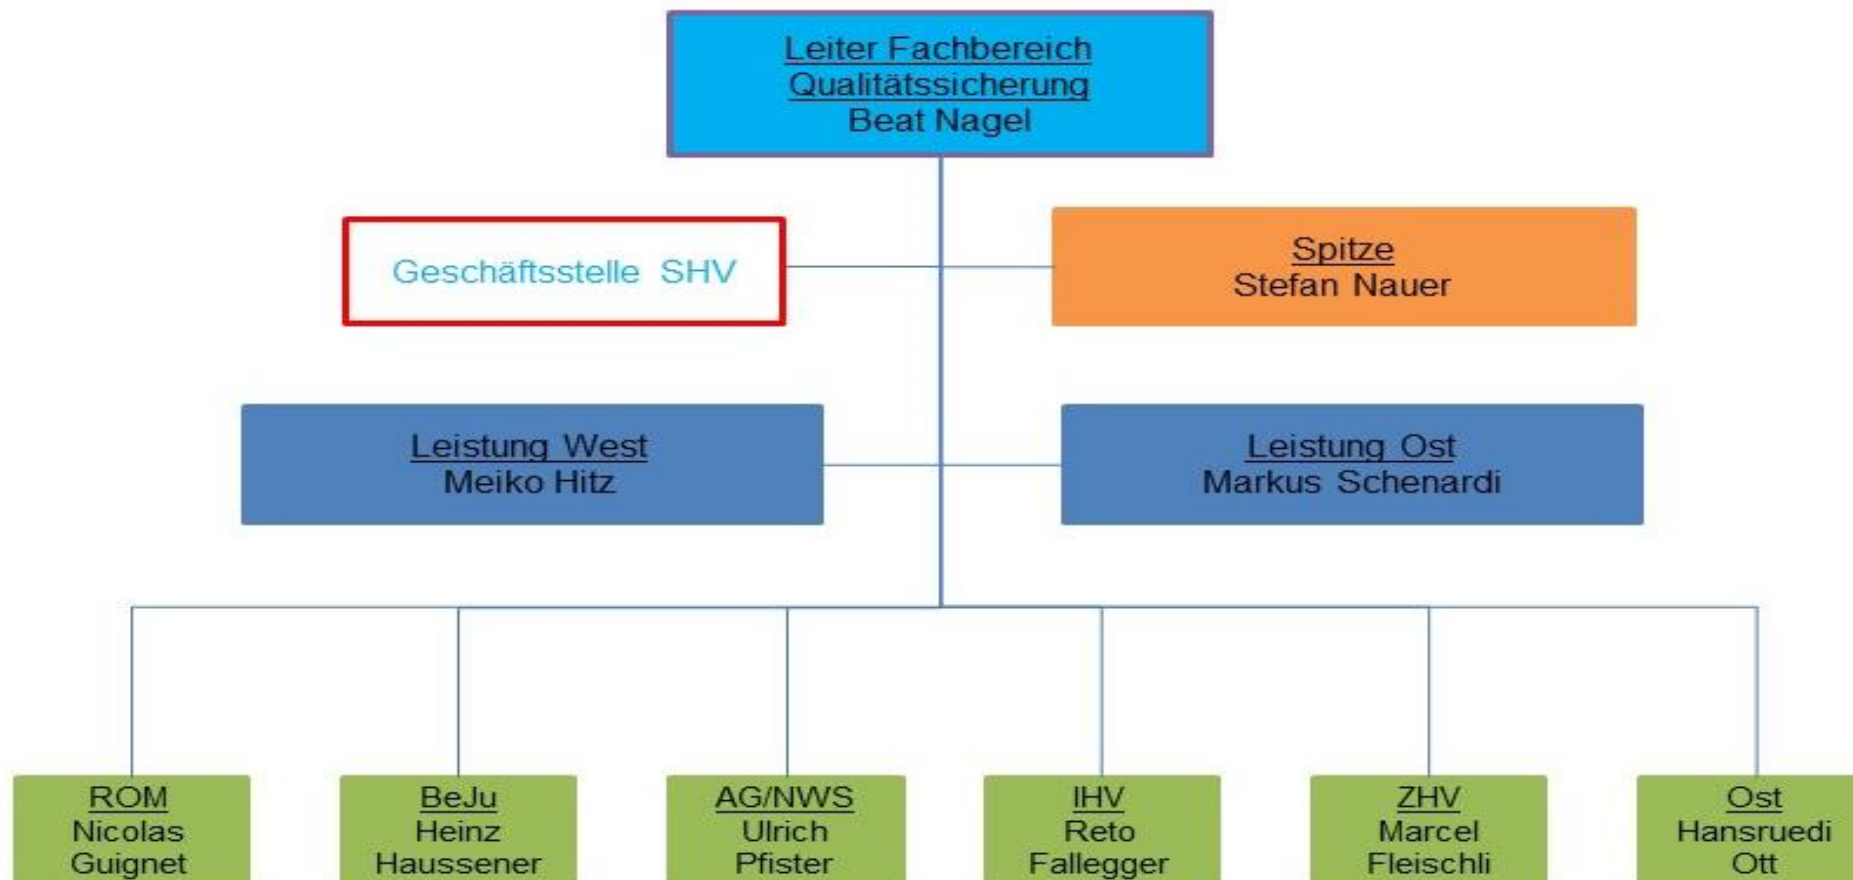 Leiter Fachbereich
Qualitätssicherung
Beat Nagel
Geschäftsstelle SHV
Spitze
Stefan Nauer
Leistung West
Meiko Hitz
Leistung Ost
Markus Schenardi
ROM
Nicolas
Guignet
BeJu
Heinz
Haussener
AG/NWS
Ulrich
Pfister
IHV
Reto
Fallegger
ZHV
Marcel
Fleischli
Ost
Hansruedi
Ott